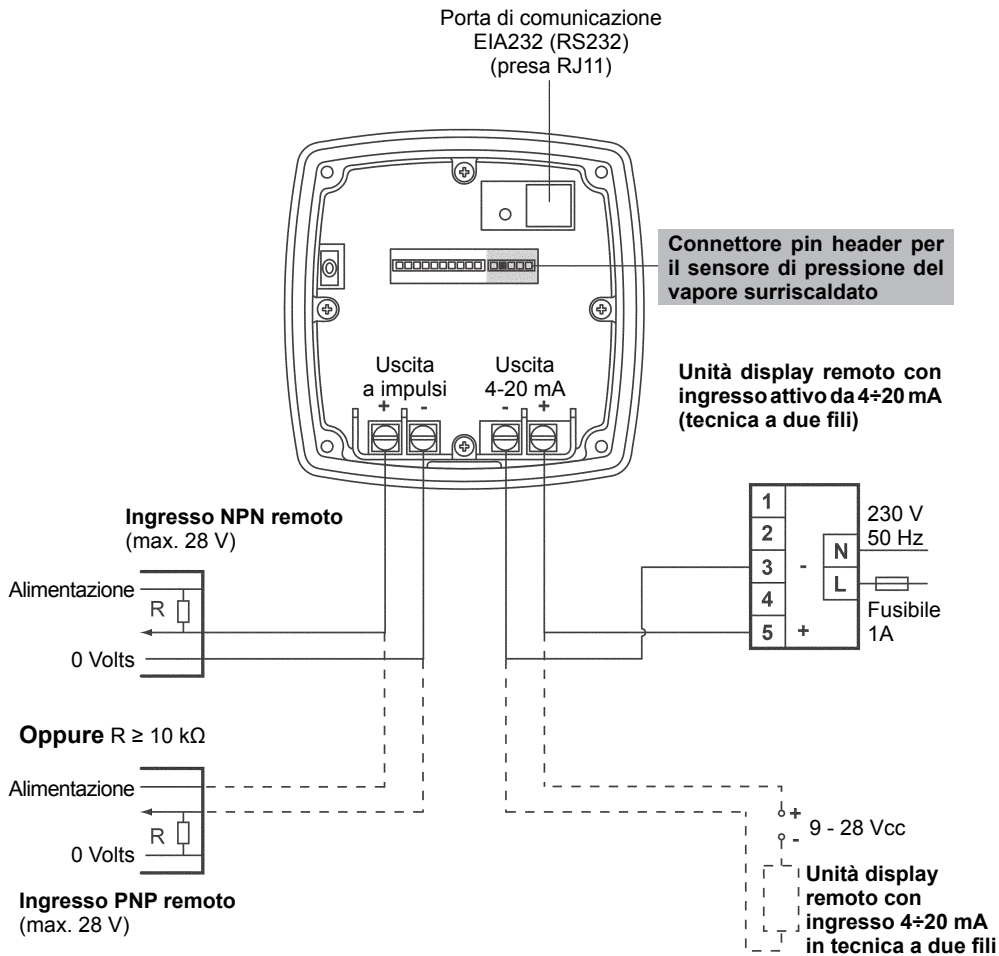 Porta di comunicazione
EIA232 (RS232)
(presa RJ11)
Connettore pin header per
il sensore di pressione del
vapore surriscaldato
Uscita
a impulsi
+ -
Uscita
4-20 mA
- +
Unità display remoto con
ingresso attivo da 4÷20 mA
(tecnica a due fili)
Ingresso NPN remoto
(max. 28 V)
Alimentazione
R
0 Volts
1
2
3 -
4
5 +
N
L
230 V
50 Hz
Fusibile
1A
Oppure R ≥ 10 kΩ
Alimentazione
R
0 Volts
Ingresso PNP remoto
(max. 28 V)
+
-
9 - 28 Vcc
Unità display
remoto con
ingresso 4÷20 mA
in tecnica a due fili